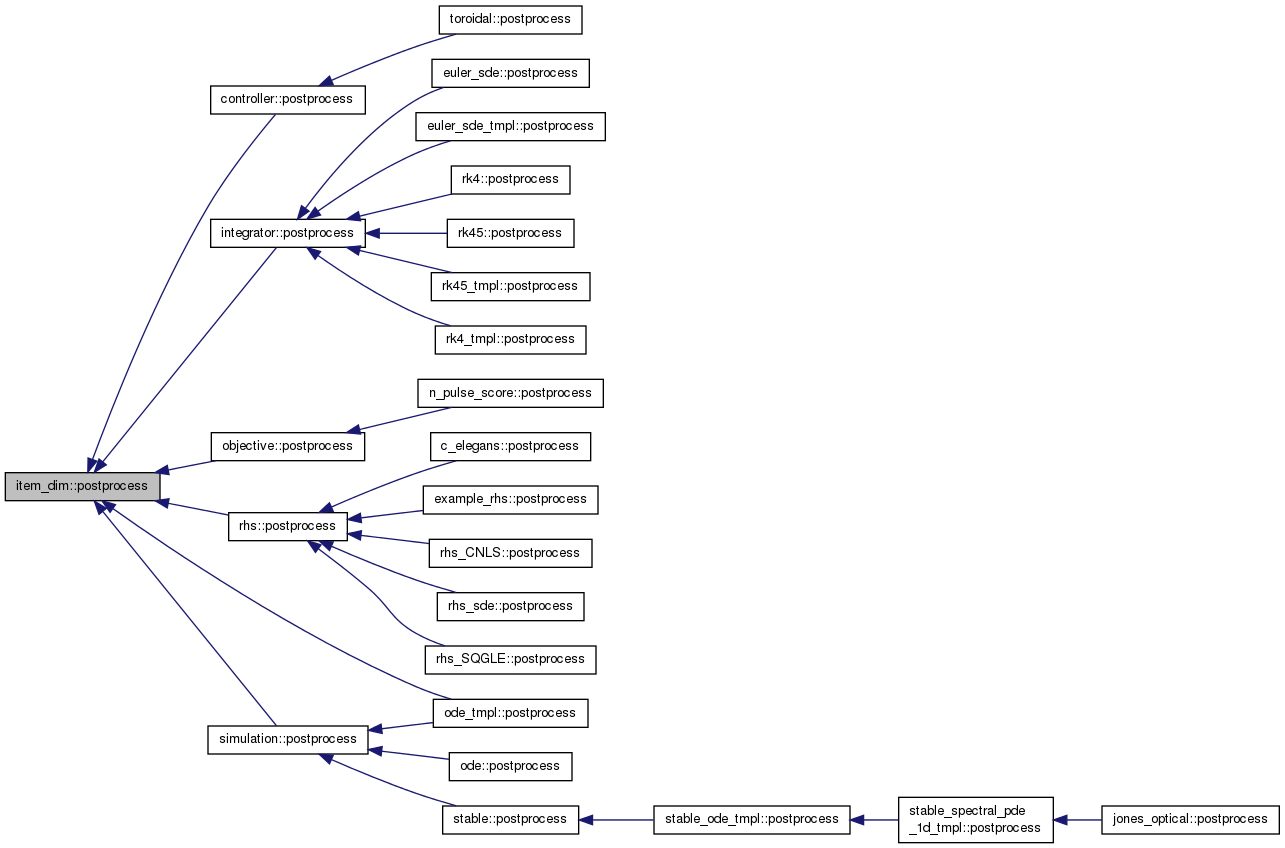 toroidal::postprocess
euler_sde::postprocess
controller::postprocess
euler_sde_tmpl::postprocess
rk4::postprocess
integrator::postprocess
rk45::postprocess
rk45_tmpl::postprocess
rk4_tmpl::postprocess
n_pulse_score::postprocess
objective::postprocess
c_elegans::postprocess
item_dim::postprocess
example_rhs::postprocess
rhs::postprocess
rhs_CNLS::postprocess
rhs_sde::postprocess
rhs_SQGLE::postprocess
ode_tmpl::postprocess
simulation::postprocess
ode::postprocess
stable::postprocess
stable_ode_tmpl::postprocess
stable_spectral_pde
_1d_tmpl::postprocess
jones_optical::postprocess